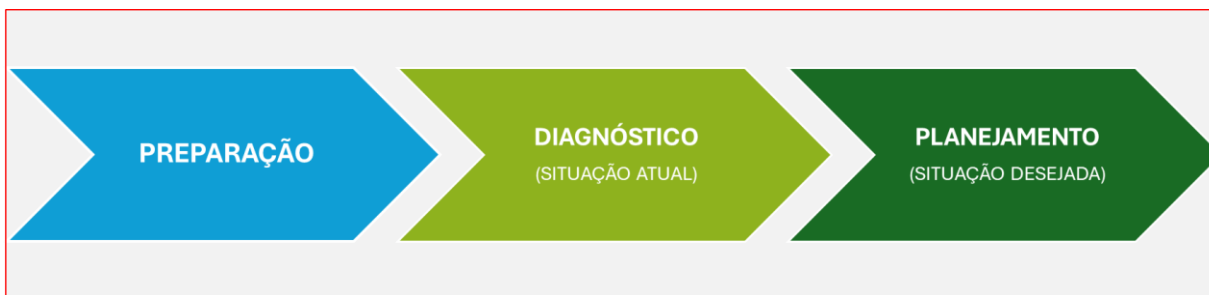 PREPARAÇÃO
DIAGNÓSTICO
(SITUAÇÃO ATUAL)
PLANEJAMENTO
(SITUAÇÃO DESEJADA)